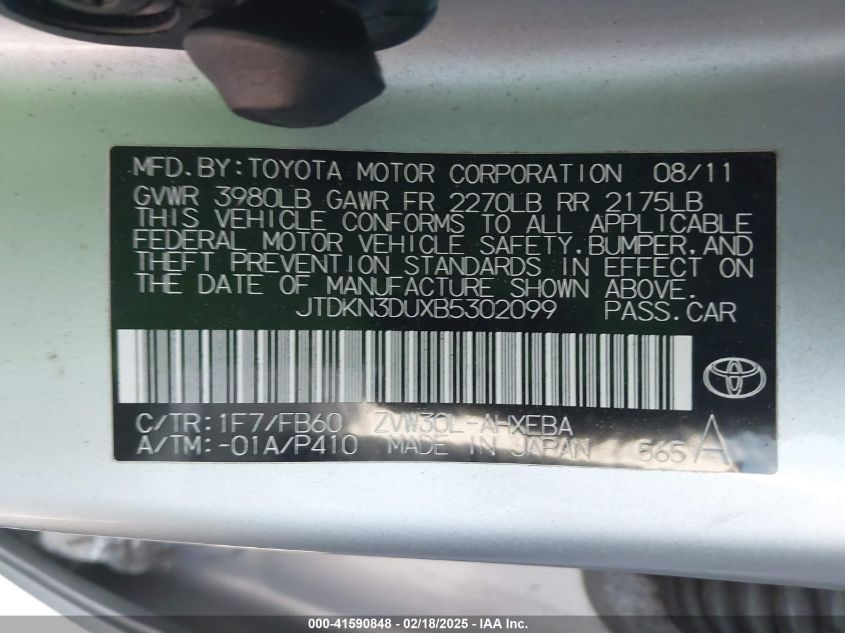 MFD.BY:TOYOTA MOTOR CORPORATION 08/11
GVWR 3980LB GAWR FR 2270LB RR 2175LB
THIS VEHICLE CONFORMS TO ALL APPLICABLE
FEDERAL MOTOR VEHICLE SAFETY,BUMPER,AND
THEFT PREVENTION STANDARDS IN EFFECT ON
THE DATE OF MANUFACTURE SHOWN ABOVE.
JTDKN3DUXB5302099 PASS.CAR
C/TR:1F7/FB60 ZVW30L-AHXEBA
A/TM:-01A/P410 MADE IN JAPAN 565 A
000-41590848 - 02/18/2025 - IAA Inc.